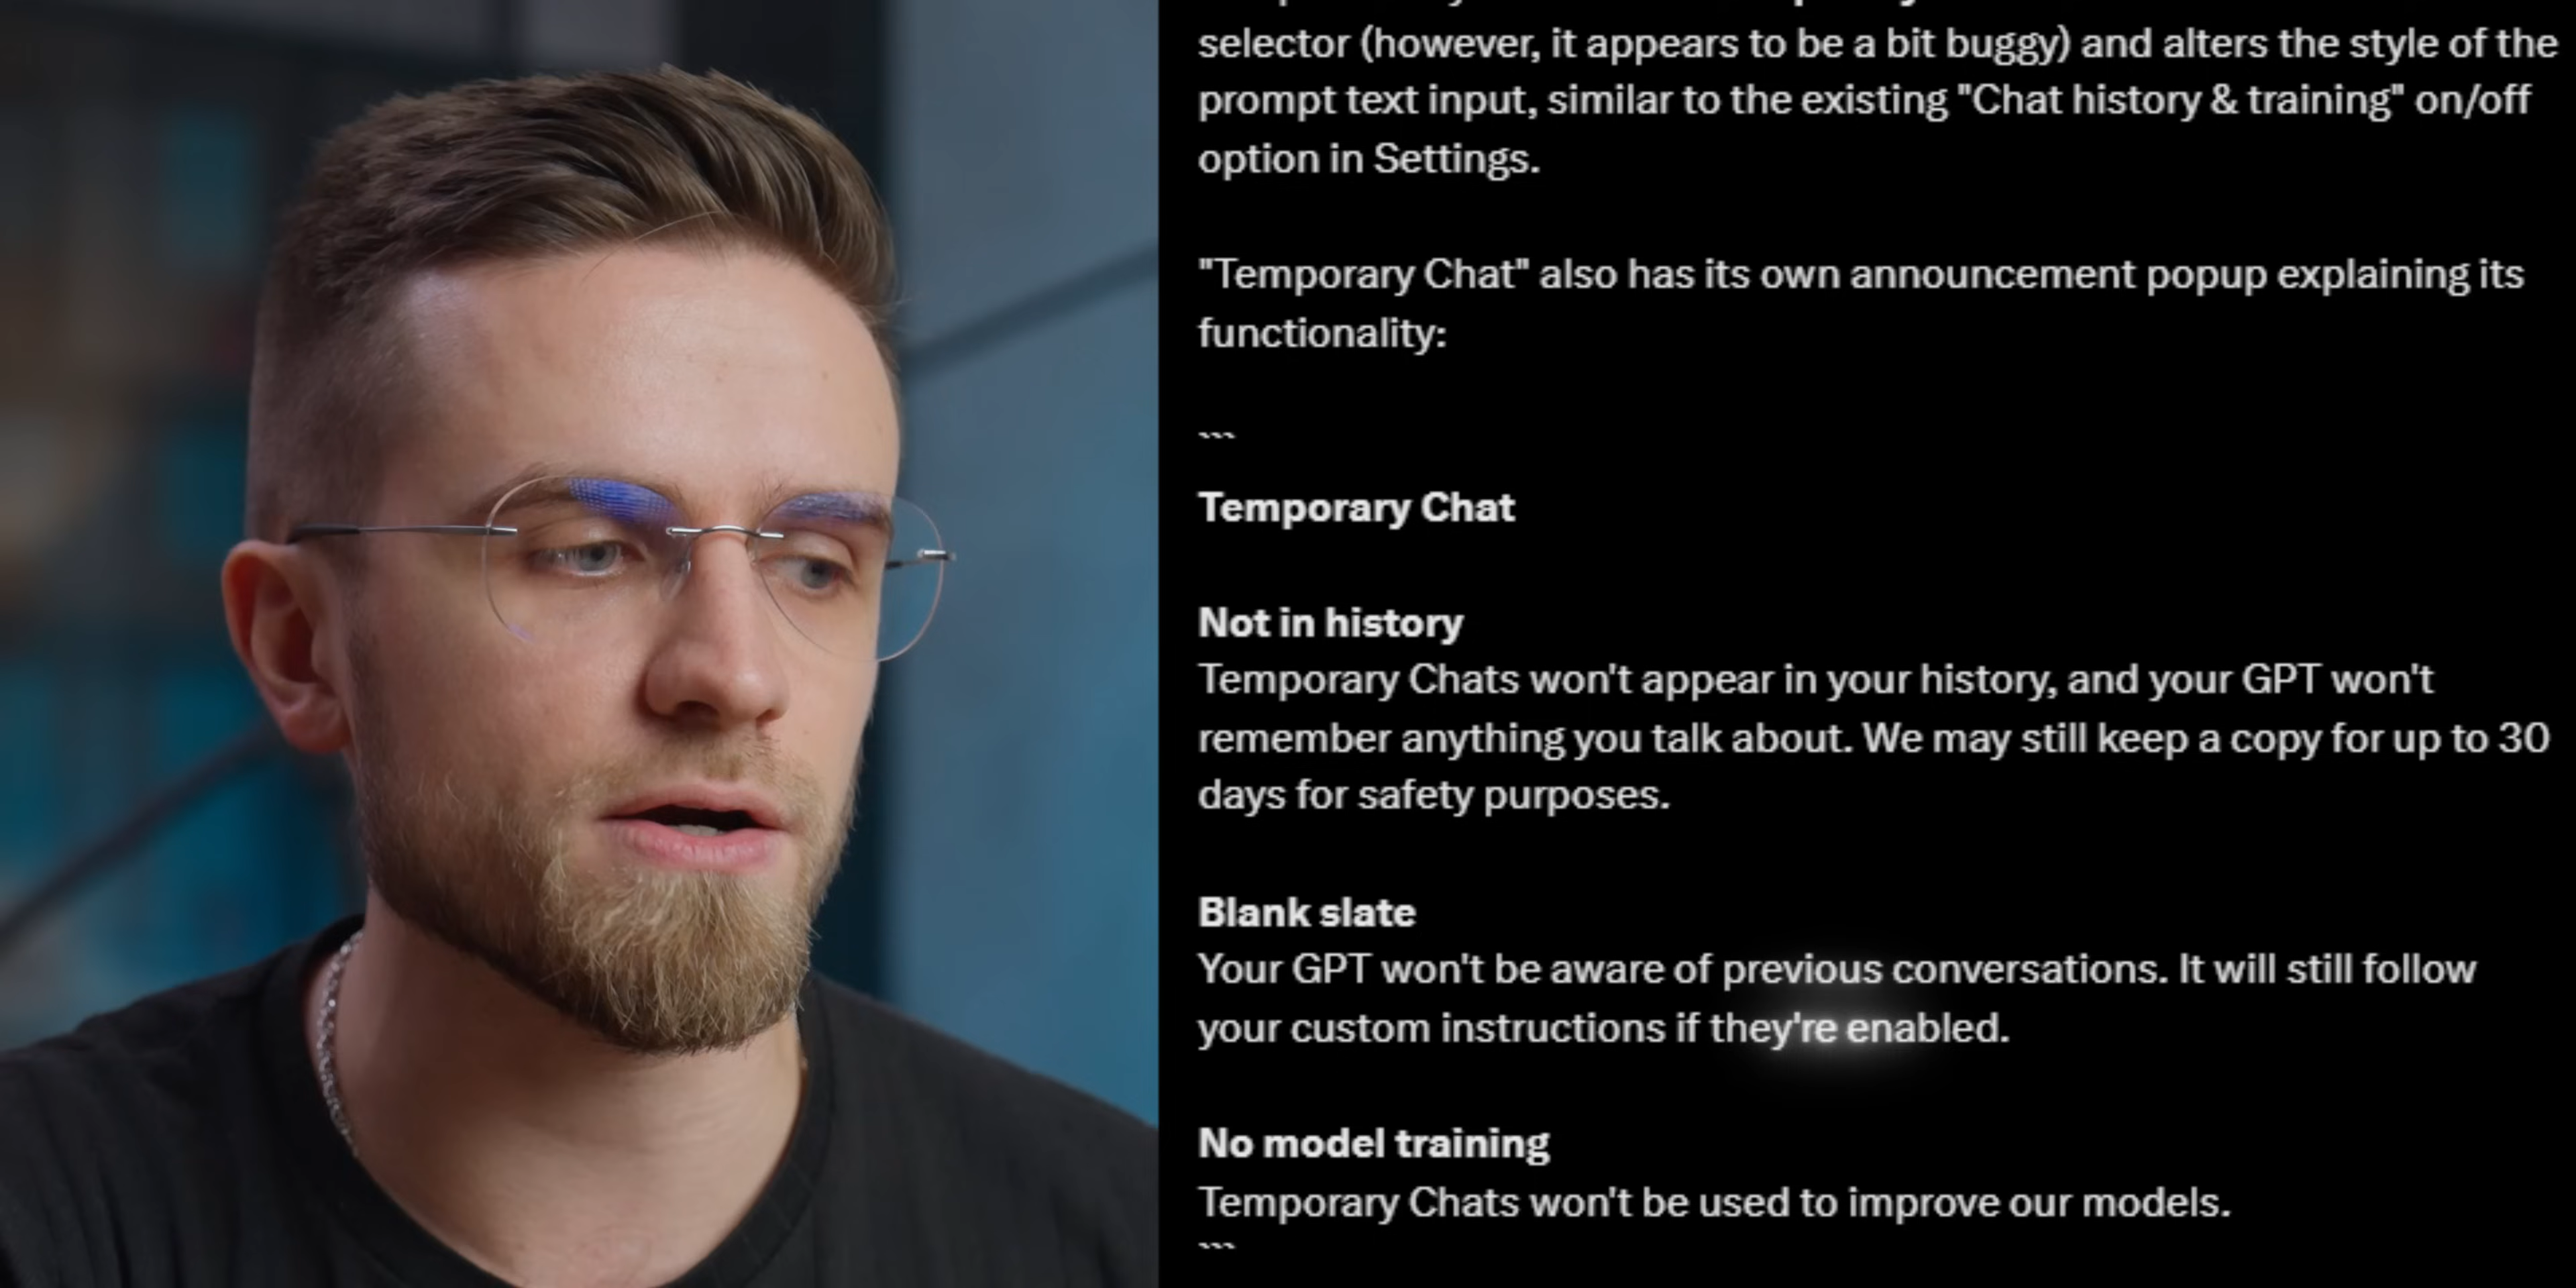 selector (however, it appears to be a bit buggy) and alters the style of the
prompt text input, similar to the existing "Chat history & training" on/off
option in Settings.
"Temporary Chat" also has its own announcement popup explaining its
functionality:
```
Temporary Chat
Not in history
Temporary Chats won't appear in your history, and your GPT won't
remember anything you talk about. We may still keep a copy for up to 30
days for safety purposes.
Blank slate
Your GPT won't be aware of previous conversations. It will still follow
your custom instructions if they're enabled.
No model training
Temporary Chats won't be used to improve our models.
```